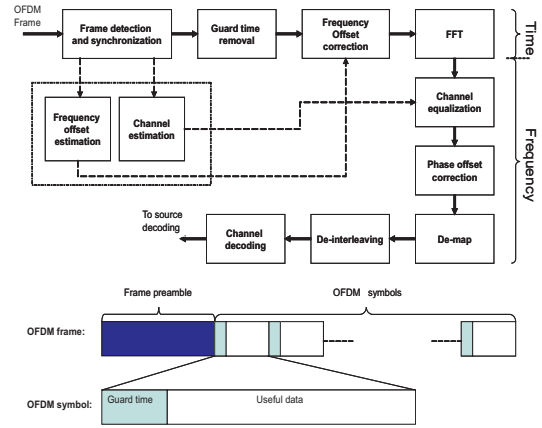 OFDM
Frame
Frame detection
and synchronization
Guard time
removal
Frequency
Offset
correction
FFT
Time
Frequency
offset
estimation
Channel
estimation
Channel
equalization
Frequency
Phase offset
correction
To source
decoding
Channel
decoding
De-interleaving
De-map
Frame preamble
OFDM symbols
OFDM frame:
OFDM symbol:
Guard time
Useful data